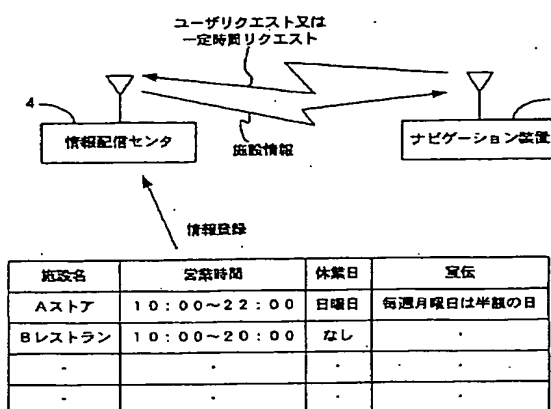 ユーザリクエスト又は
一定時間リクエスト
4
情報配信センタ
施設情報
ナビゲーション装置
情報登録
施設名 営業時間 休業日 宣伝
Aストア 10:00〜22:00 日曜日 毎週月曜日は半額の日
Bレストラン 10:00〜20:00 なし ・
・ ・ ・ ・
・ ・ ・ ・